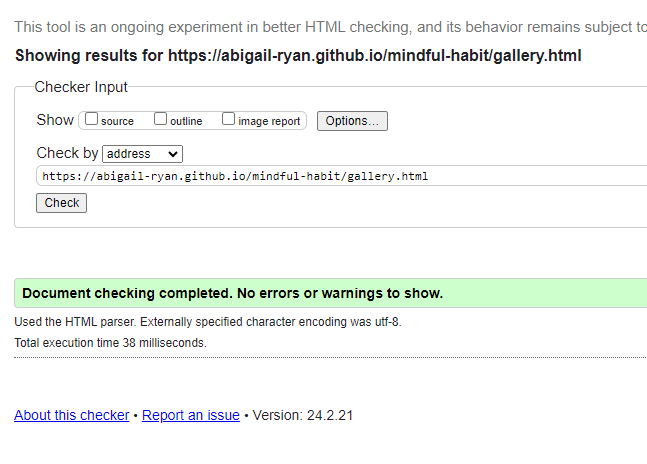 This tool is an ongoing experiment in better HTML checking, and its behavior remains subject to
Showing results for https://abigail-ryan.github.io/mindful-habit/gallery.html
Checker Input
Show source outline image report Options...
Check by address
https://abigail-ryan.github.io/mindful-habit/gallery.html
Check
Document checking completed. No errors or warnings to show.
Used the HTML parser. Externally specified character encoding was utf-8.
Total execution time 38 milliseconds.
About this checker • Report an issue • Version: 24.2.21